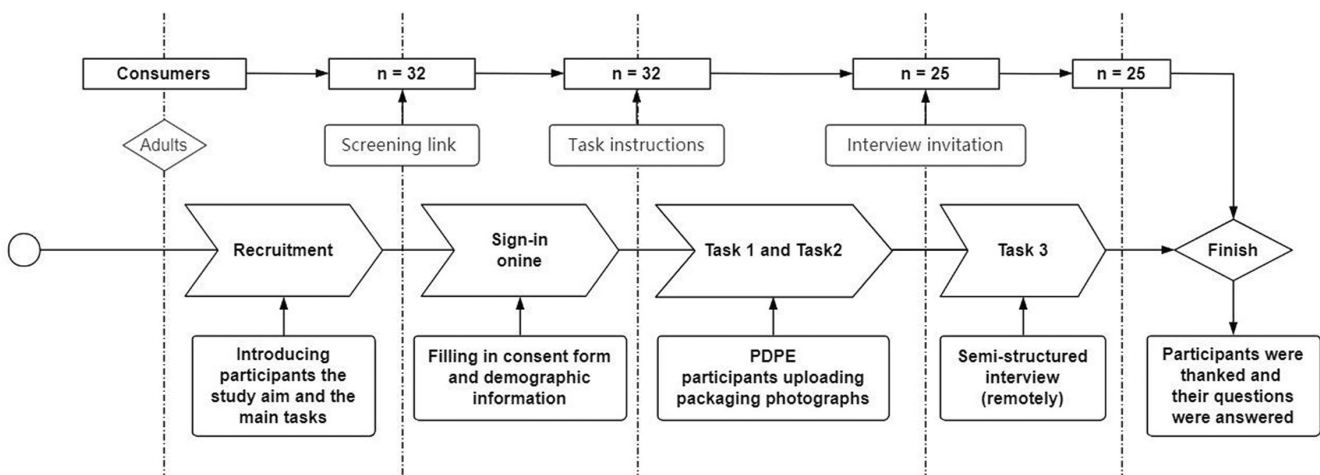 Consumers
n = 32
n = 32
n = 25
n = 25
Adults
Screening link
Task instructions
Interview invitation
Recruitment
Sign-in
onine
Task 1 and Task2
Task 3
Finish
Introducing
participants the
study aim and the
main tasks
Filling in consent form
and demographic
information
PDPE
participants uploading
packaging photographs
Semi-structured
interview
(remotely)
Participants were
thanked and
their questions
were answered